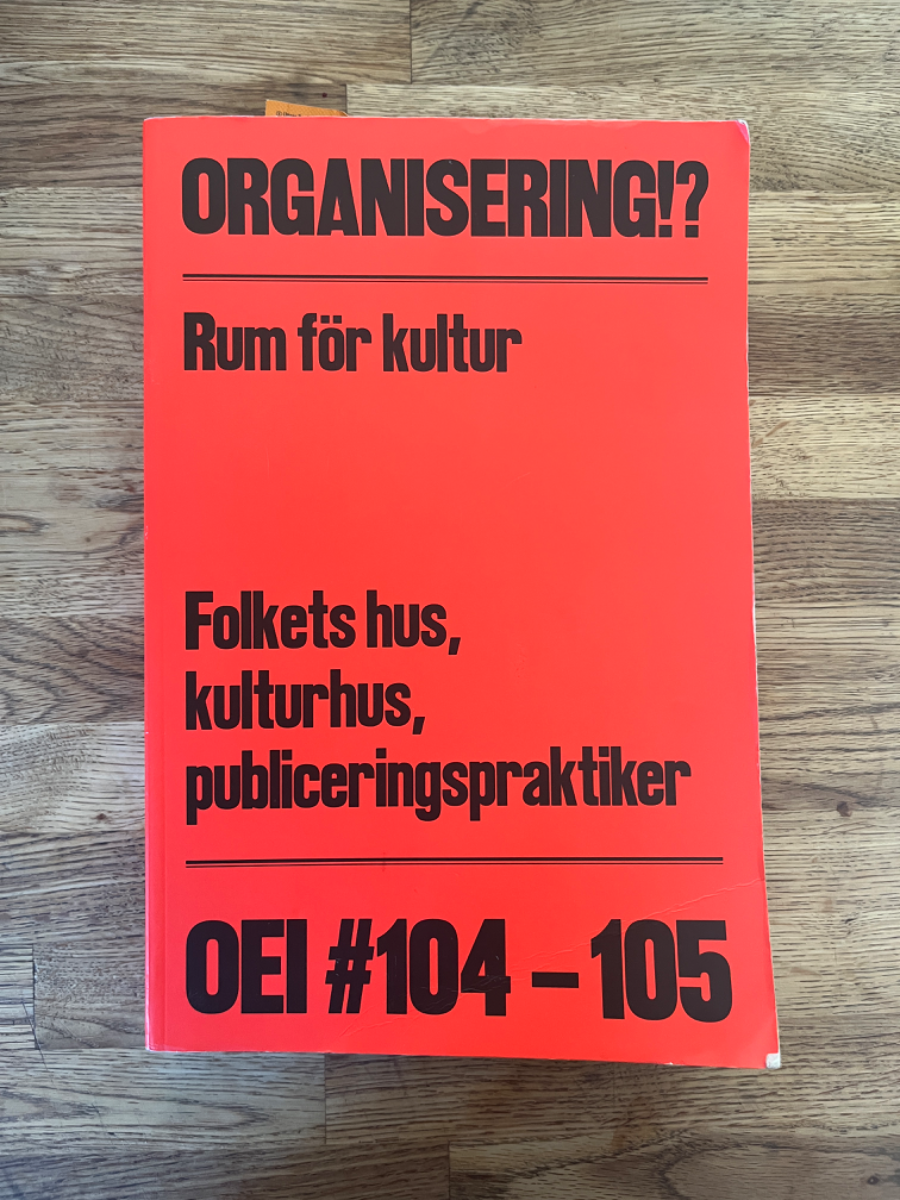 ORGANISERING!?
Rum för kultur
Folkets hus,
kulturhus,
publiceringspraktiker
OEI #104 – 105